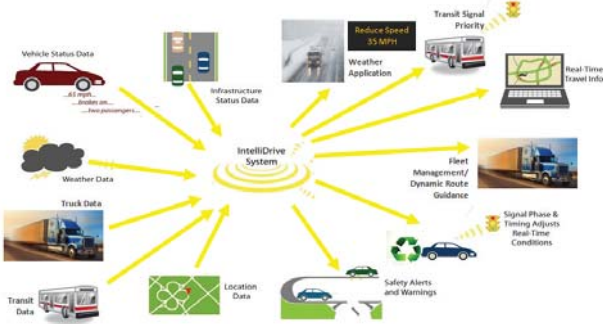 Vehicle Status Data
...65 mph...
...brakes on...
...two passengers...
Infrastructure
Status Data
Reduce Speed
35 MPH
Weather
Application
Transit Signal
Priority
Real-Time
Travel Info
IntelliDrive
System
Weather Data
Fleet
Management/
Dynamic Route
Guidance
Truck Data
Signal Phase &
Timing Adjusts
Real-Time
Conditions
Transit
Data
Location
Data
Safety Alerts
and Warnings